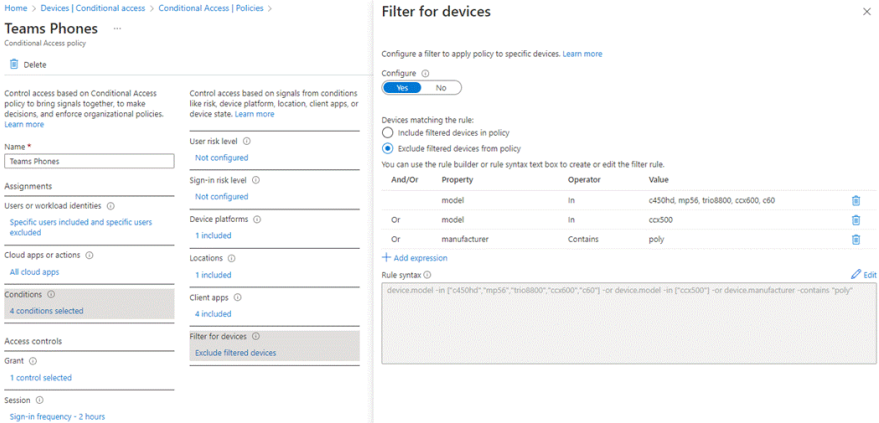 Home > Devices | Conditional access > Conditional Access | Policies >
Teams Phones ...
Conditional Access policy
Delete
Control access based on Conditional Access
policy to bring signals together, to make
decisions, and enforce organizational policies.
Learn more
Name *
Teams Phones
Assignments
Users or workload identities
Specific users included and specific users
excluded
Cloud apps or actions
All cloud apps
Conditions
4 conditions selected
Access controls
Grant
1 control selected
Session
Sign-in frequency - 2 hours
Control access based on signals from conditions
like risk, device platform, location, client apps, or
device state. Learn more
User risk level
Not configured
Sign-in risk level
Not configured
Device platforms
1 included
Locations
1 included
Client apps
4 included
Filter for devices
Exclude filtered devices
Filter for devices
Configure a filter to apply policy to specific devices. Learn more
Configure
Yes No
Devices matching the rule:
Include filtered devices in policy
Exclude filtered devices from policy
You can use the rule builder or rule syntax text box to create or edit the filter rule.
And/Or Property Operator Value
model In c450hd, mp56, trio8800, ccx600, c60
Or model In ccx500
Or manufacturer Contains poly
+ Add expression
Rule syntax Edit
device.model -in ["c450hd","mp56","trio8800","ccx600","c60"] -or device.model -in ["ccx500"] -or device.manufacturer -contains "poly"